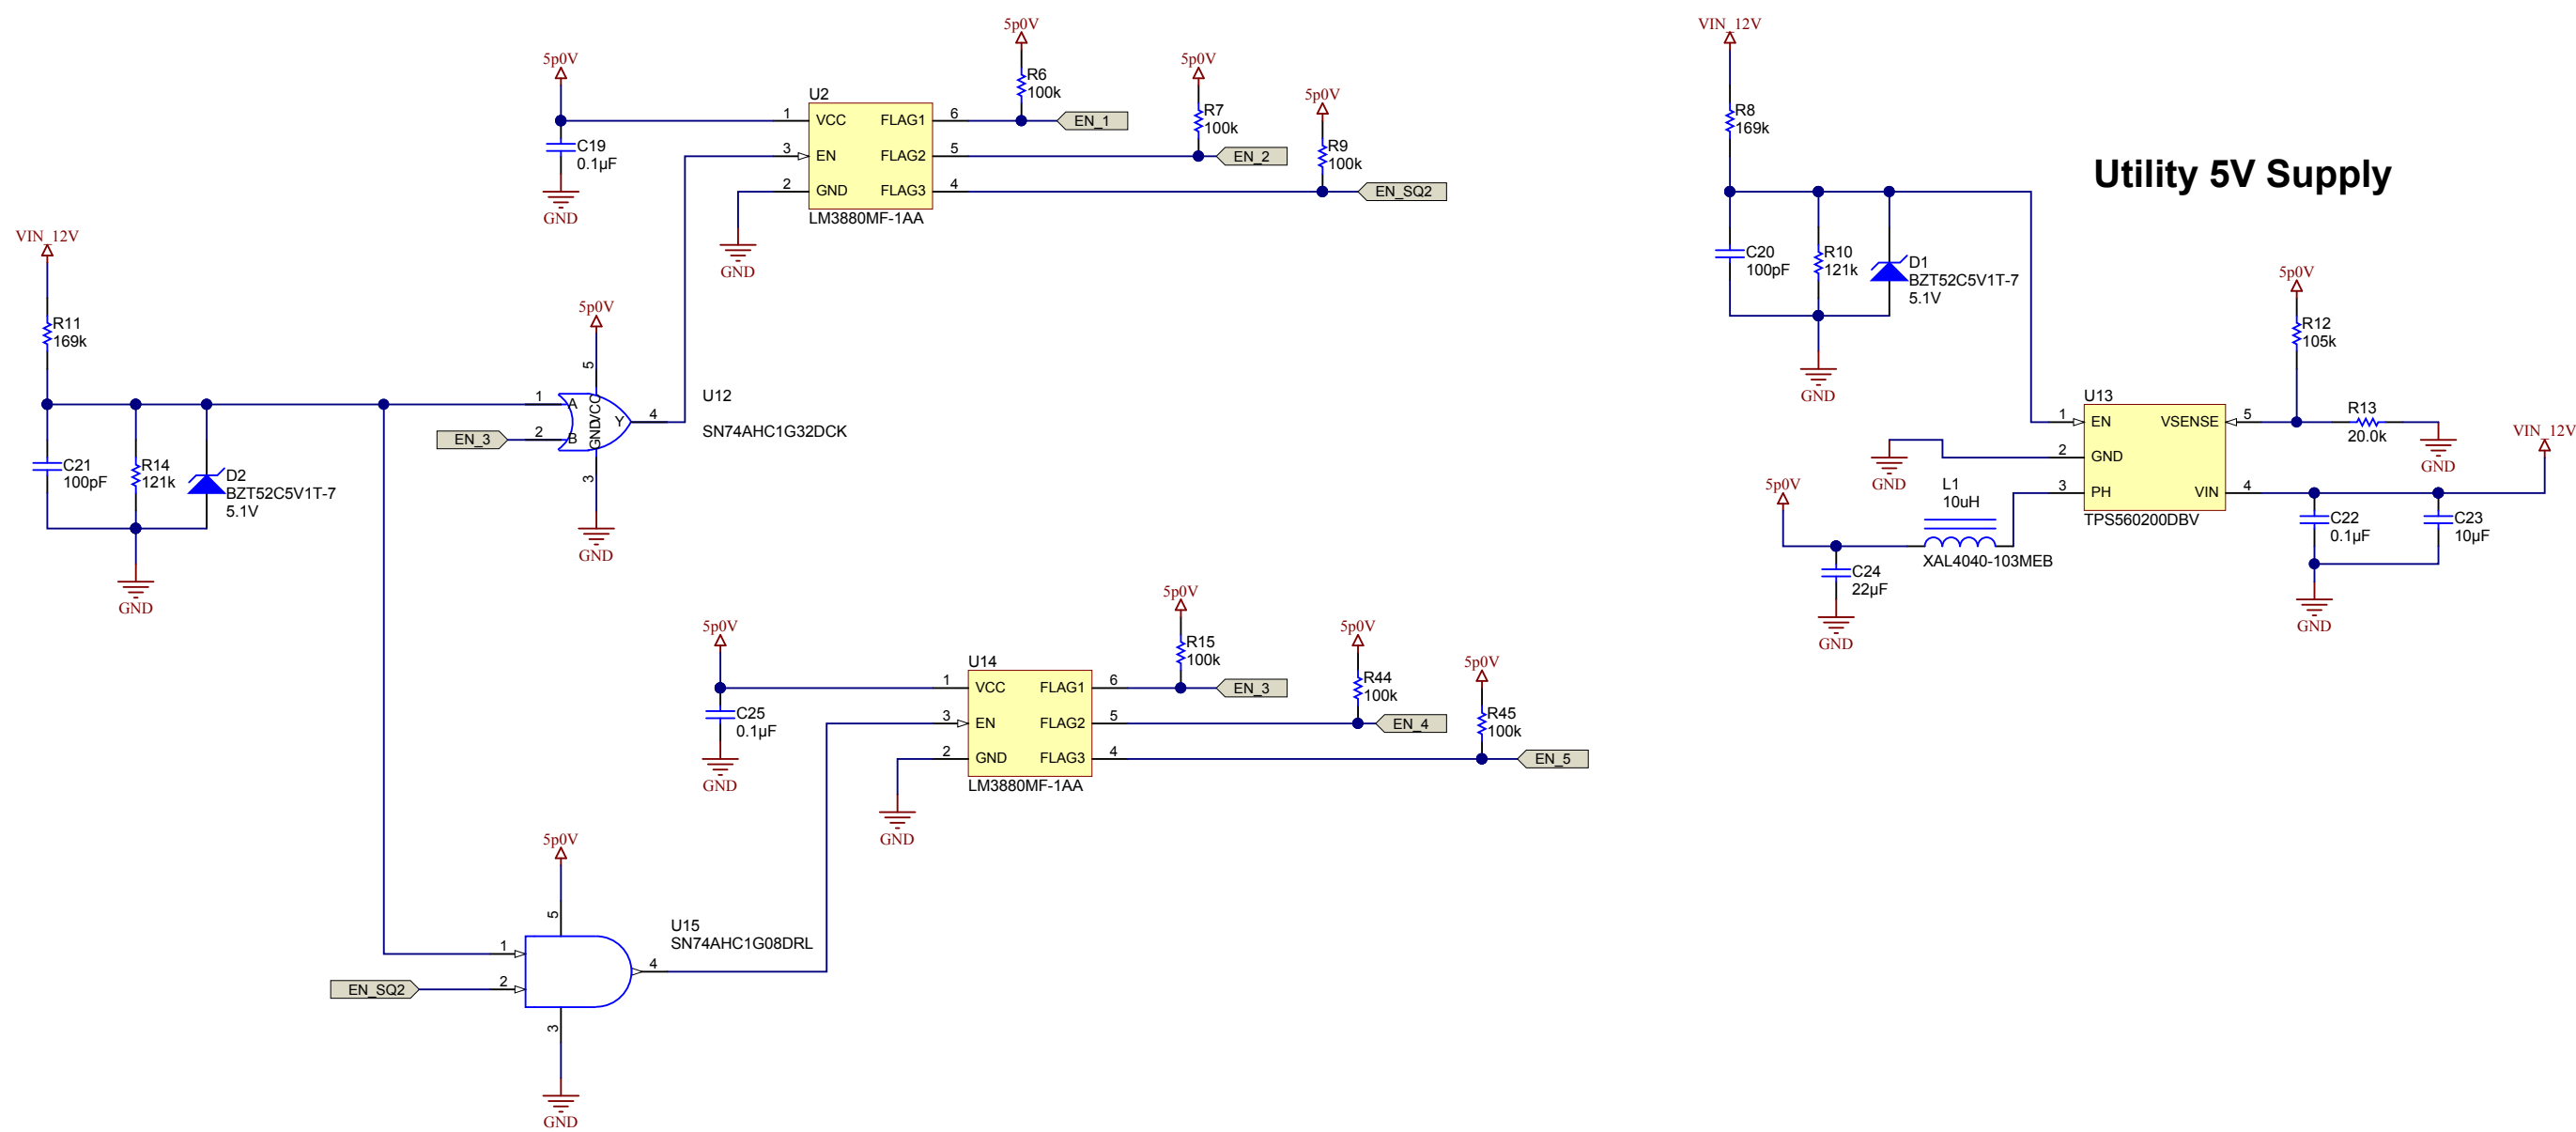 5p0V
C19
0.1µF
GND
U2
1
VCC
3
EN
2
GND
FLAG1
6
FLAG2
5
FLAG3
4
LM3880MF-1AA
GND
5p0V
R6
100k
EN_1
5p0V
R7
100k
EN_2
5p0V
R9
100k
EN_SQ2
VIN_12V
R11
169k
C21
100pF
R14
121k
D2
BZT52C5V1T-7
5.1V
GND
5p0V
5
1
A
EN_3
2
B
VCC
GND
Y
4
3
GND
U12
SN74AHC1G32DCK
5p0V
C25
0.1µF
GND
U14
1
VCC
3
EN
2
GND
FLAG1
6
FLAG2
5
FLAG3
4
LM3880MF-1AA
GND
5p0V
R15
100k
EN_3
5p0V
R44
100k
EN_4
5p0V
R45
100k
EN_5
5p0V
5
1
EN_SQ2
2
4
3
GND
U15
SN74AHC1G08DRL
Utility 5V Supply
VIN_12V
R8
169k
C20
100pF
R10
121k
D1
BZT52C5V1T-7
5.1V
GND
5p0V
R12
105k
R13
20.0k
GND
VIN_12V
U13
1
EN
2
GND
3
PH
VSENSE
5
VIN
4
TPS560200DBV
GND
5p0V
L1
10uH
XAL4040-103MEB
C24
22µF
GND
C22
0.1µF
C23
10µF
GND